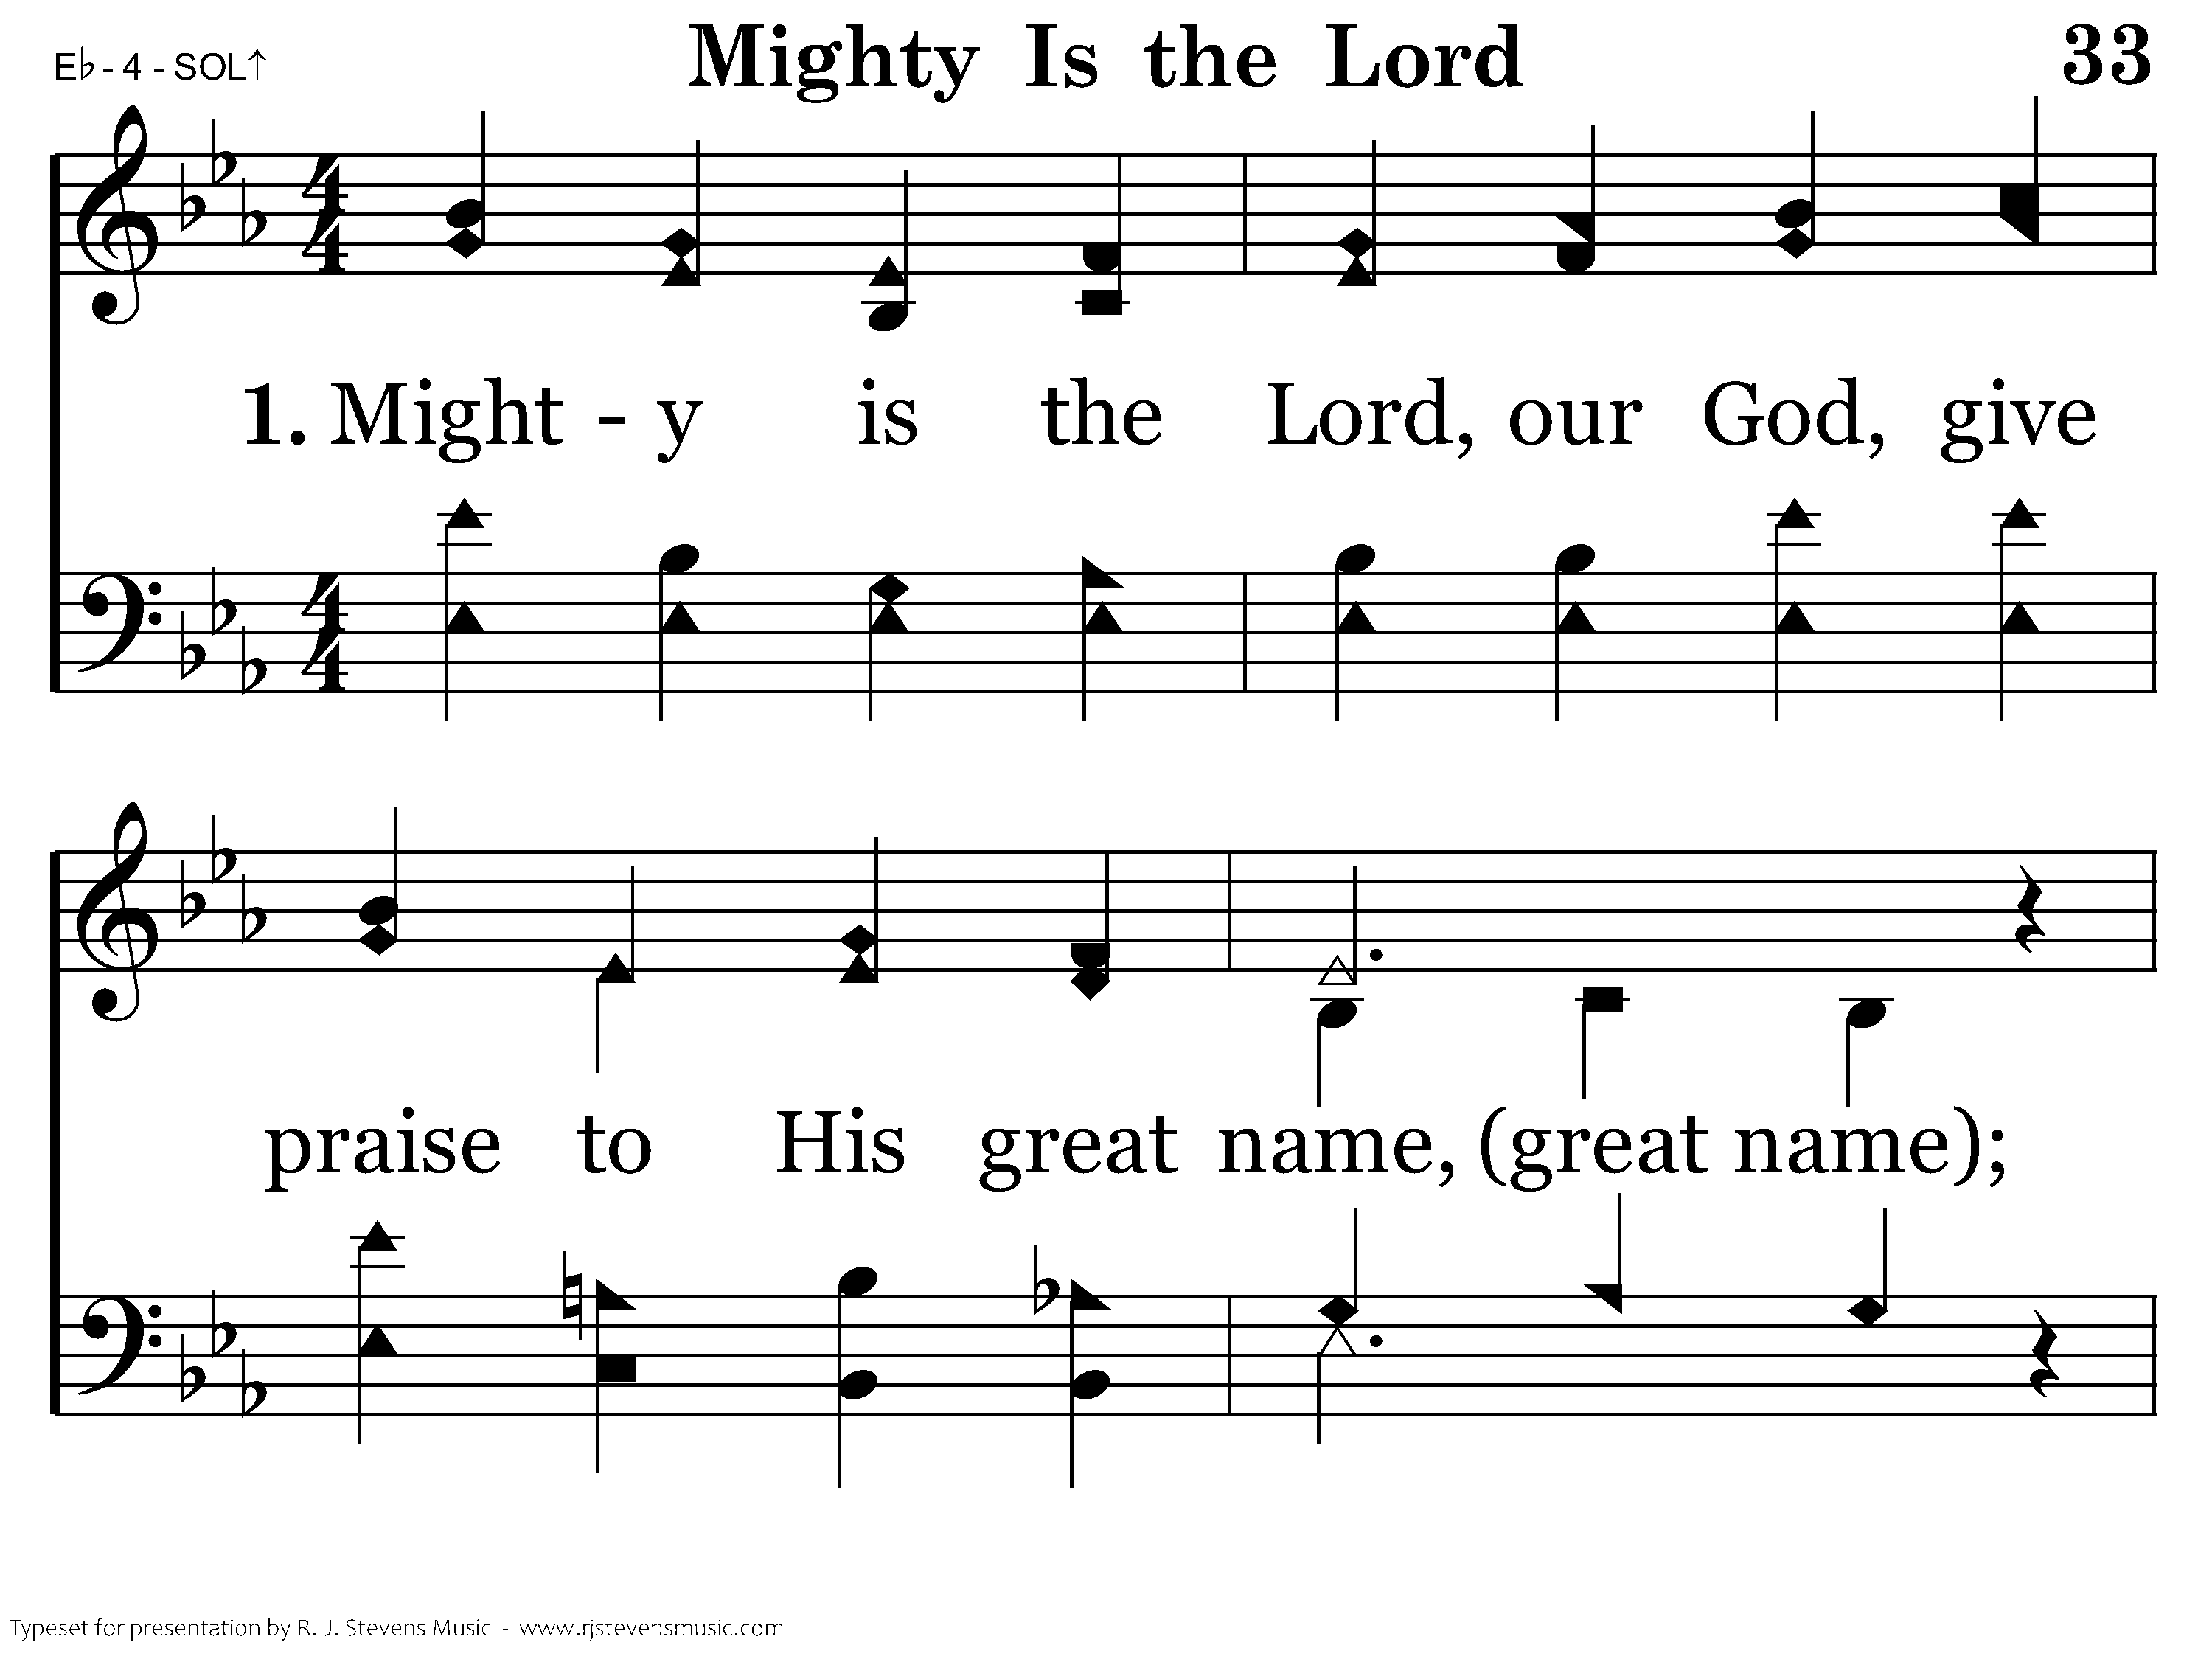 E♭ - 4 - SOL↑
Mighty Is the Lord
33
1. Might - y is the Lord, our God, give
praise to His great name, (great name);
Typeset for presentation by R. J. Stevens Music - www.rjstevensmusic.com